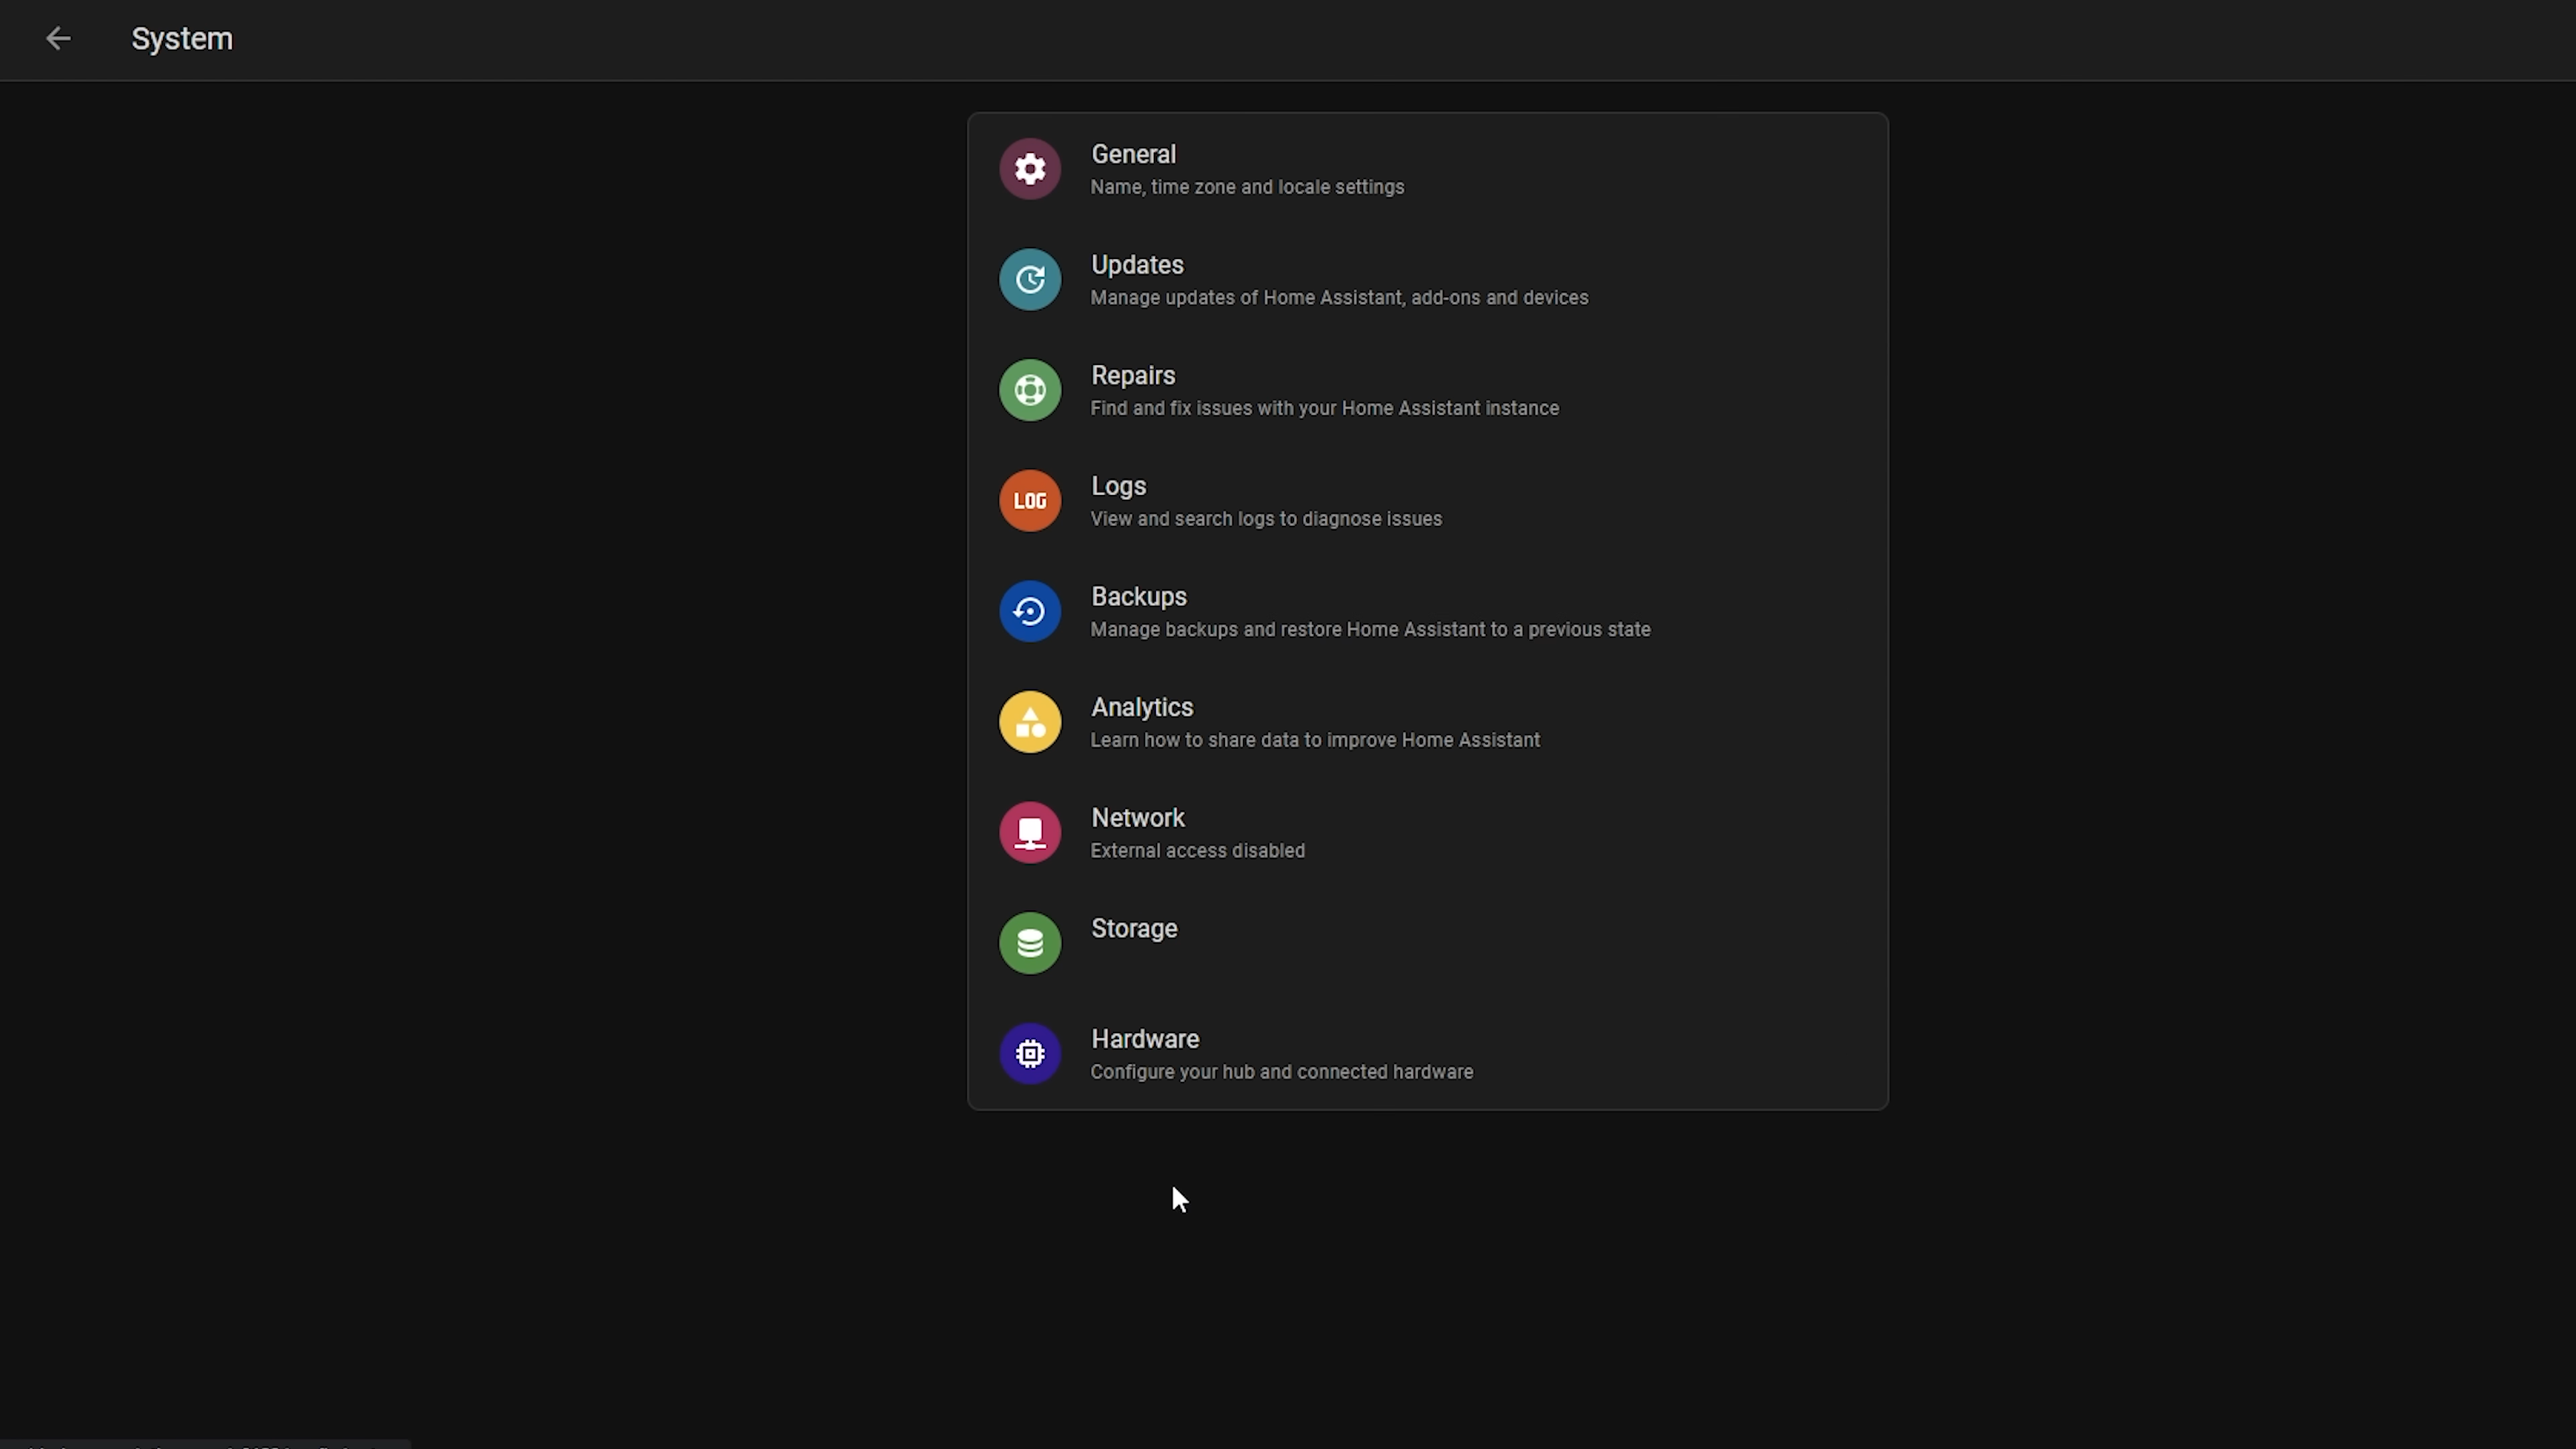 System
General
Name, time zone and locale settings
Updates
Manage updates of Home Assistant, add-ons and devices
Repairs
Find and fix issues with your Home Assistant instance
LOG
Logs
View and search logs to diagnose issues
Backups
Manage backups and restore Home Assistant to a previous state
Analytics
Learn how to share data to improve Home Assistant
Network
External access disabled
Storage
Hardware
Configure your hub and connected hardware